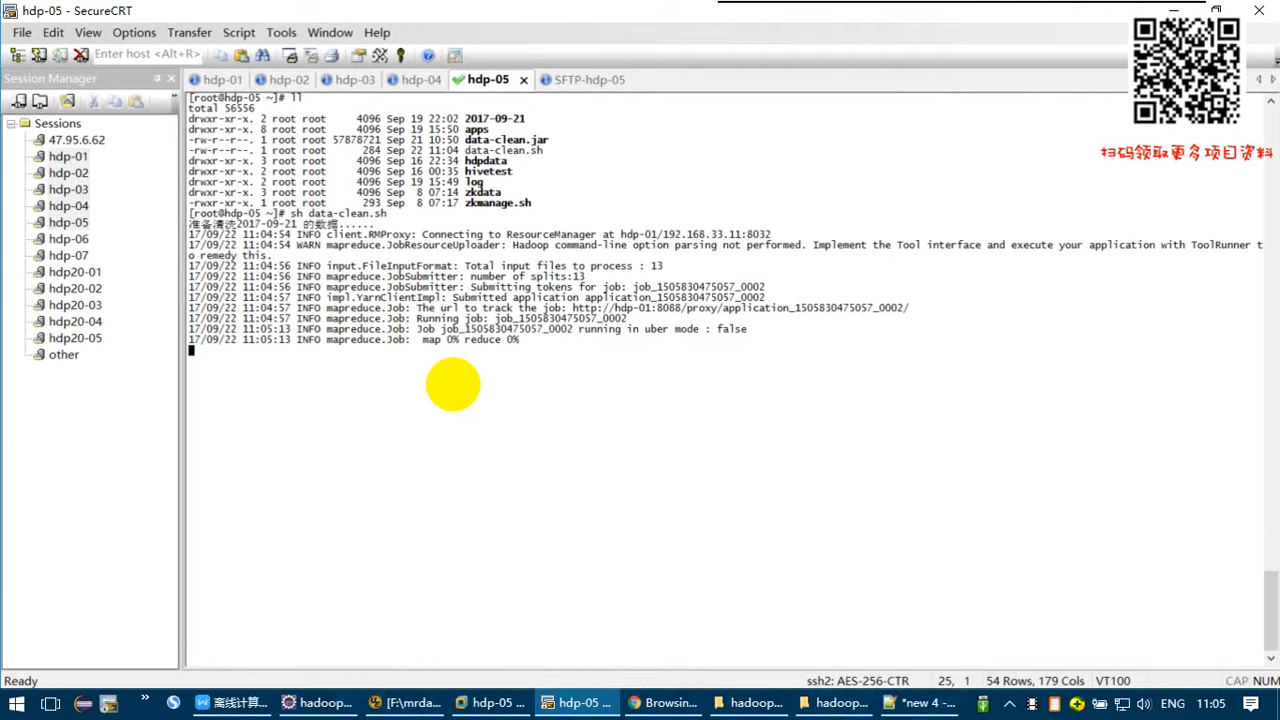 hdp-05 - SecureCRT
File Edit View Options Transfer Script Tools Window Help
Enter host <Alt+R>
Session Manager
hdp-01 hdp-02 hdp-03 hdp-04 hdp-05 SFTP-hdp-05
扫码领取更多项目资料
Sessions
47.95.6.62
hdp-01
hdp-02
hdp-03
hdp-04
hdp-05
hdp-06
hdp-07
hdp20-01
hdp20-02
hdp20-03
hdp20-04
hdp20-05
other
[root@hdp-05 ~]# ll
total 56556
drwxr-xr-x. 2 root root 4096 Sep 19 22:02 2017-09-21
drwxr-xr-x. 8 root root 4096 Sep 19 15:50 apps
-rw-r--r--. 1 root root 57878721 Sep 21 10:50 data-clean.jar
-rw-r--r--. 1 root root 284 Sep 22 11:04 data-clean.sh
drwxr-xr-x. 3 root root 4096 Sep 16 22:34 hdpdata
drwxr-xr-x. 2 root root 4096 Sep 16 00:35 hivetest
drwxr-xr-x. 2 root root 4096 Sep 19 15:49 log
drwxr-xr-x. 3 root root 4096 Sep 8 07:14 zkdata
-rwxr-xr-x. 1 root root 293 Sep 8 07:17 zkmanage.sh
[root@hdp-05 ~]# sh data-clean.sh
准备清洗2017-09-21 的数据......
17/09/22 11:04:54 INFO client.RMProxy: Connecting to ResourceManager at hdp-01/192.168.33.11:8032
17/09/22 11:04:54 WARN mapreduce.JobResourceUploader: Hadoop command-line option parsing not performed. Implement the Tool interface and execute your application with ToolRunner t
o remedy this.
17/09/22 11:04:56 INFO input.FileInputFormat: Total input files to process : 13
17/09/22 11:04:56 INFO mapreduce.JobSubmitter: number of splits:13
17/09/22 11:04:56 INFO mapreduce.JobSubmitter: Submitting tokens for job: job_1505830475057_0002
17/09/22 11:04:57 INFO impl.YarnClientImpl: Submitted application application_1505830475057_0002
17/09/22 11:04:57 INFO mapreduce.Job: The url to track the job: http://hdp-01:8088/proxy/application_1505830475057_0002/
17/09/22 11:04:57 INFO mapreduce.Job: Running job: job_1505830475057_0002
17/09/22 11:05:13 INFO mapreduce.Job: Job job_1505830475057_0002 running in uber mode : false
17/09/22 11:05:13 INFO mapreduce.Job:  map 0% reduce 0%
Ready ssh2: AES-256-CTR 25, 1 54 Rows, 179 Cols VT100 CAP NUM
离线计算... hadoop... [F:\mrda... hdp-05 ... hdp-05 ... Browsin... hadoop... hadoop... *new 4 -... ENG 11:05